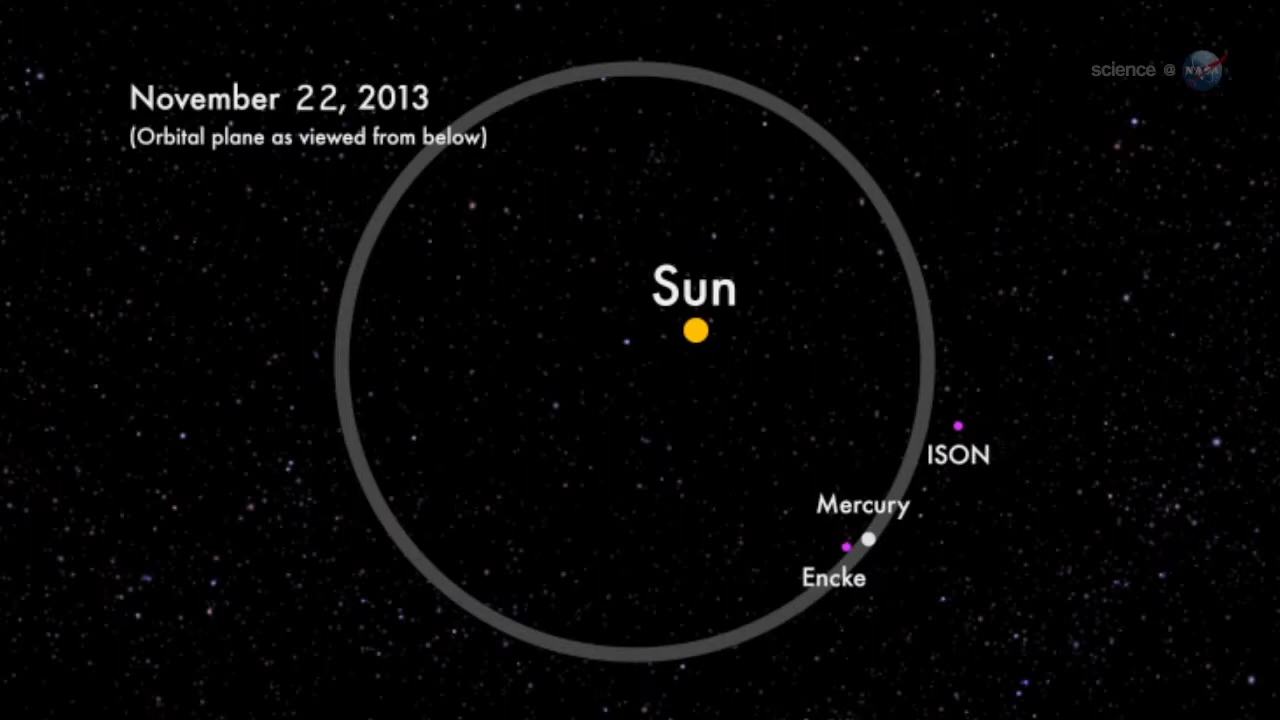 November 22, 2013
(Orbital plane as viewed from below)
science @ NASA
Sun
ISON
Mercury
Encke